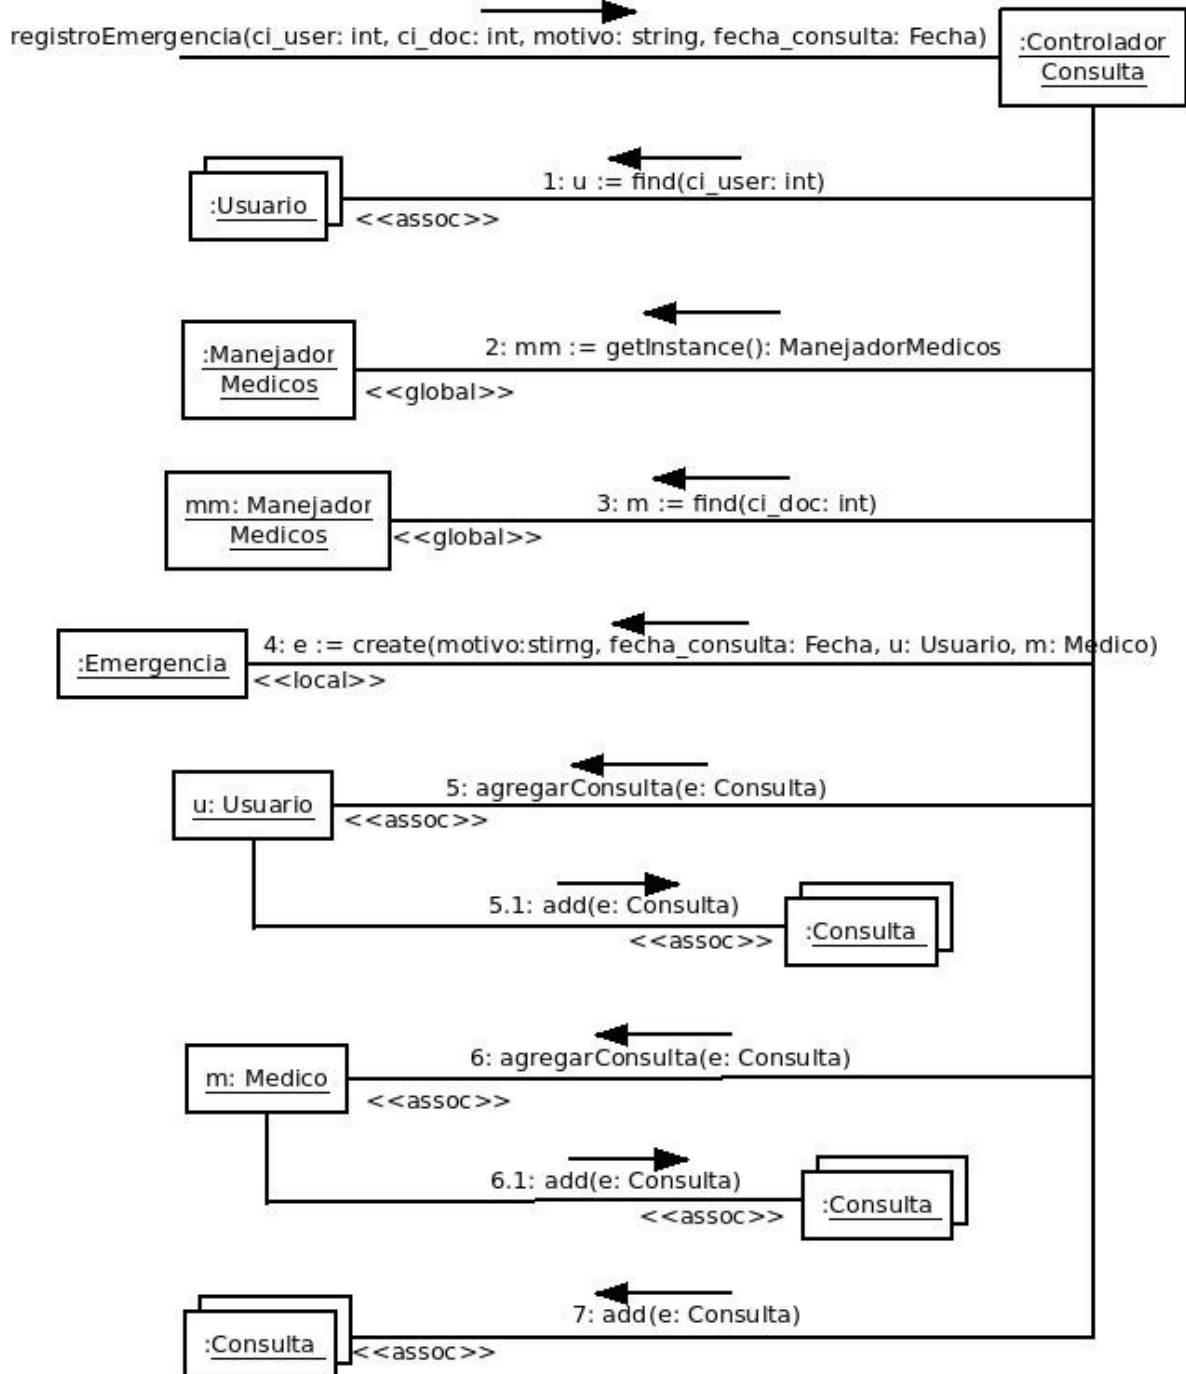 registroEmergencia(ci_user: int, ci_doc: int, motivo: string, fecha_consulta: Fecha)
:Controlador
Consulta
1: u := find(ci_user: int)
:Usuario
<<assoc>>
:Manejador
Medicos
2: mm := getInstance(): ManejadorMedicos
<<global>>
mm: Manejador
Medicos
3: m := find(ci_doc: int)
<<global>>
4: e := create(motivo:stirng, fecha_consulta: Fecha, u: Usuario, m: Medico)
:Emergencia
<<local>>
5: agregarConsulta(e: Consulta)
u: Usuario
<<assoc>>
5.1: add(e: Consulta)
<<assoc>>
:Consulta
6: agregarConsulta(e: Consulta)
m: Medico
<<assoc>>
6.1: add(e: Consulta)
<<assoc>>
:Consulta
7: add(e: Consulta)
:Consulta
<<assoc>>